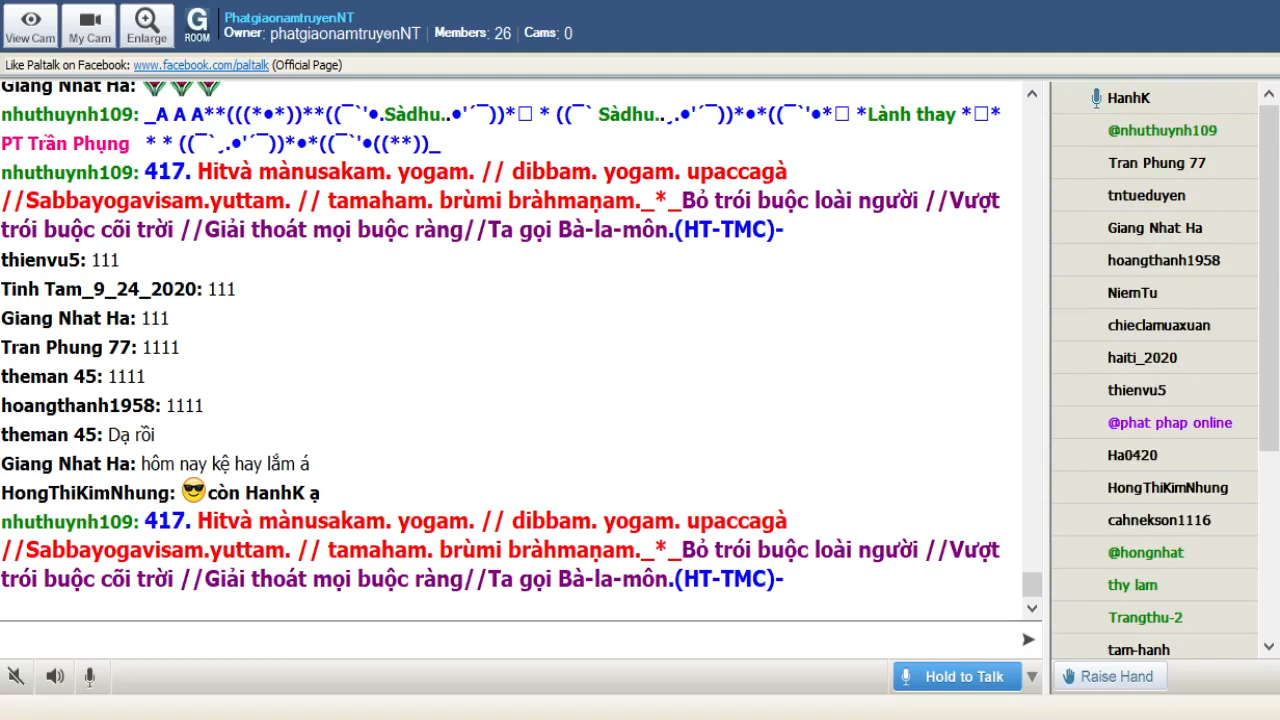 View Cam
My Cam
Enlarge
G
ROOM
PhatgiaonamtruyenNT
Owner: phatgiaonamtruyenNT | Members: 26 | Cams: 0
Like Paltalk on Facebook: www.facebook.com/paltalk (Official Page)
Giang Nhat Ha:
nhuthuynh109: _A A A**(((*•*))**((¯`'•.Sàdhu..•'´¯))*□ * ((¯` Sàdhu..¸.•'´¯))*•*((¯`'•*□ *Lành thay *□*
PT Trần Phụng * * ((¯`¸.•'´¯))*•*((¯`'•((**))_
nhuthuynh109: 417. Hitvà mànusakam. yogam. // dibbam. yogam. upaccagà
//Sabbayogavisam.yuttam. // tamaham. brùmi bràhmaṇam._*_Bỏ trói buộc loài người //Vượt
trói buộc cõi trời //Giải thoát mọi buộc ràng//Ta gọi Bà-la-môn.(HT-TMC)-
thienvu5: 111
Tinh Tam_9_24_2020: 111
Giang Nhat Ha: 111
Tran Phung 77: 1111
theman 45: 1111
hoangthanh1958: 1111
theman 45: Dạ rồi
Giang Nhat Ha: hôm nay kệ hay lắm á
HongThiKimNhung: còn HanhK ạ
nhuthuynh109: 417. Hitvà mànusakam. yogam. // dibbam. yogam. upaccagà
//Sabbayogavisam.yuttam. // tamaham. brùmi bràhmaṇam._*_Bỏ trói buộc loài người //Vượt
trói buộc cõi trời //Giải thoát mọi buộc ràng//Ta gọi Bà-la-môn.(HT-TMC)-
Hold to Talk
HanhK
@nhuthuynh109
Tran Phung 77
tntueduyen
Giang Nhat Ha
hoangthanh1958
NiemTu
chieclamuaxuan
haiti_2020
thienvu5
@phat phap online
Ha0420
HongThiKimNhung
cahnekson1116
@hongnhat
thy lam
Trangthu-2
tam-hanh
Raise Hand